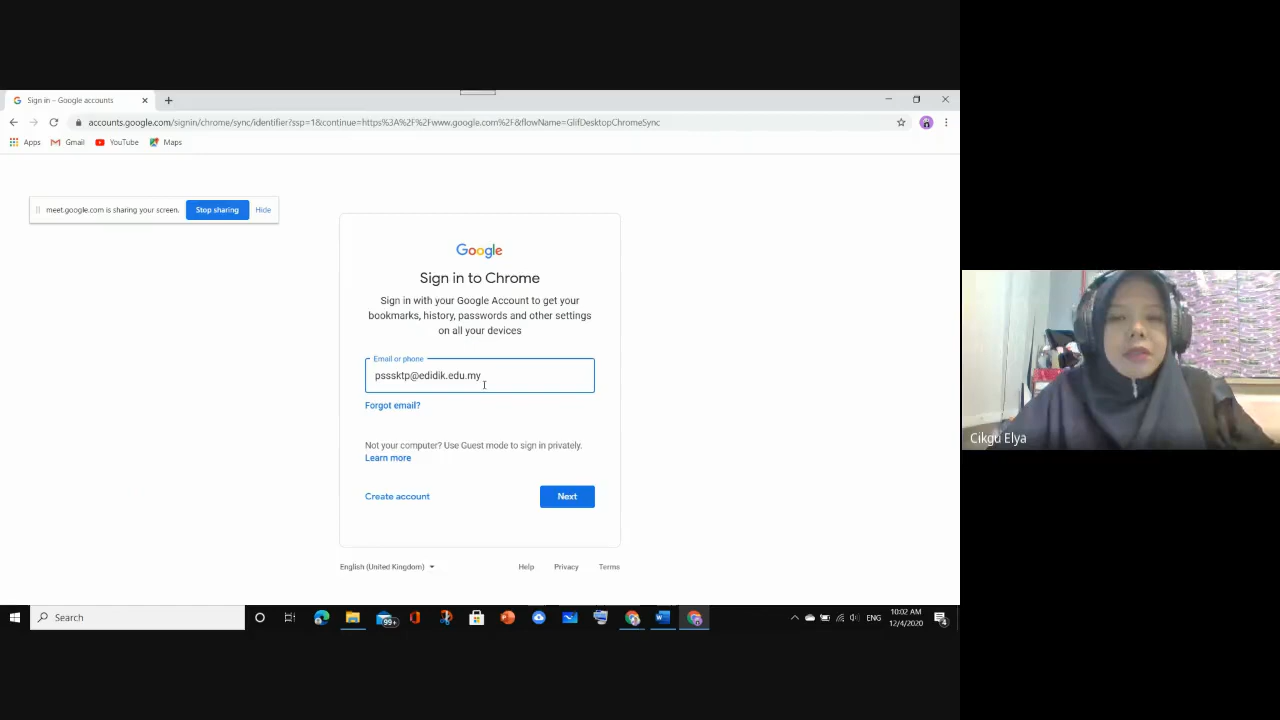 Sign in – Google accounts
accounts.google.com/signin/chrome/sync/identifier?ssp=1&continue=https%3A%2F%2Fwww.google.com%2F&flowName=GlifDesktopChromeSync
Apps Gmail YouTube Maps
meet.google.com is sharing your screen. Stop sharing Hide
Google
Sign in to Chrome
Sign in with your Google Account to get your
bookmarks, history, passwords and other settings
on all your devices
Email or phone
psssktp@edidik.edu.my
Forgot email?
Not your computer? Use Guest mode to sign in privately.
Learn more
Create account Next
English (United Kingdom) Help Privacy Terms
Cikgu Elya
Search 99+ ENG 10:02 AM
12/4/2020 4